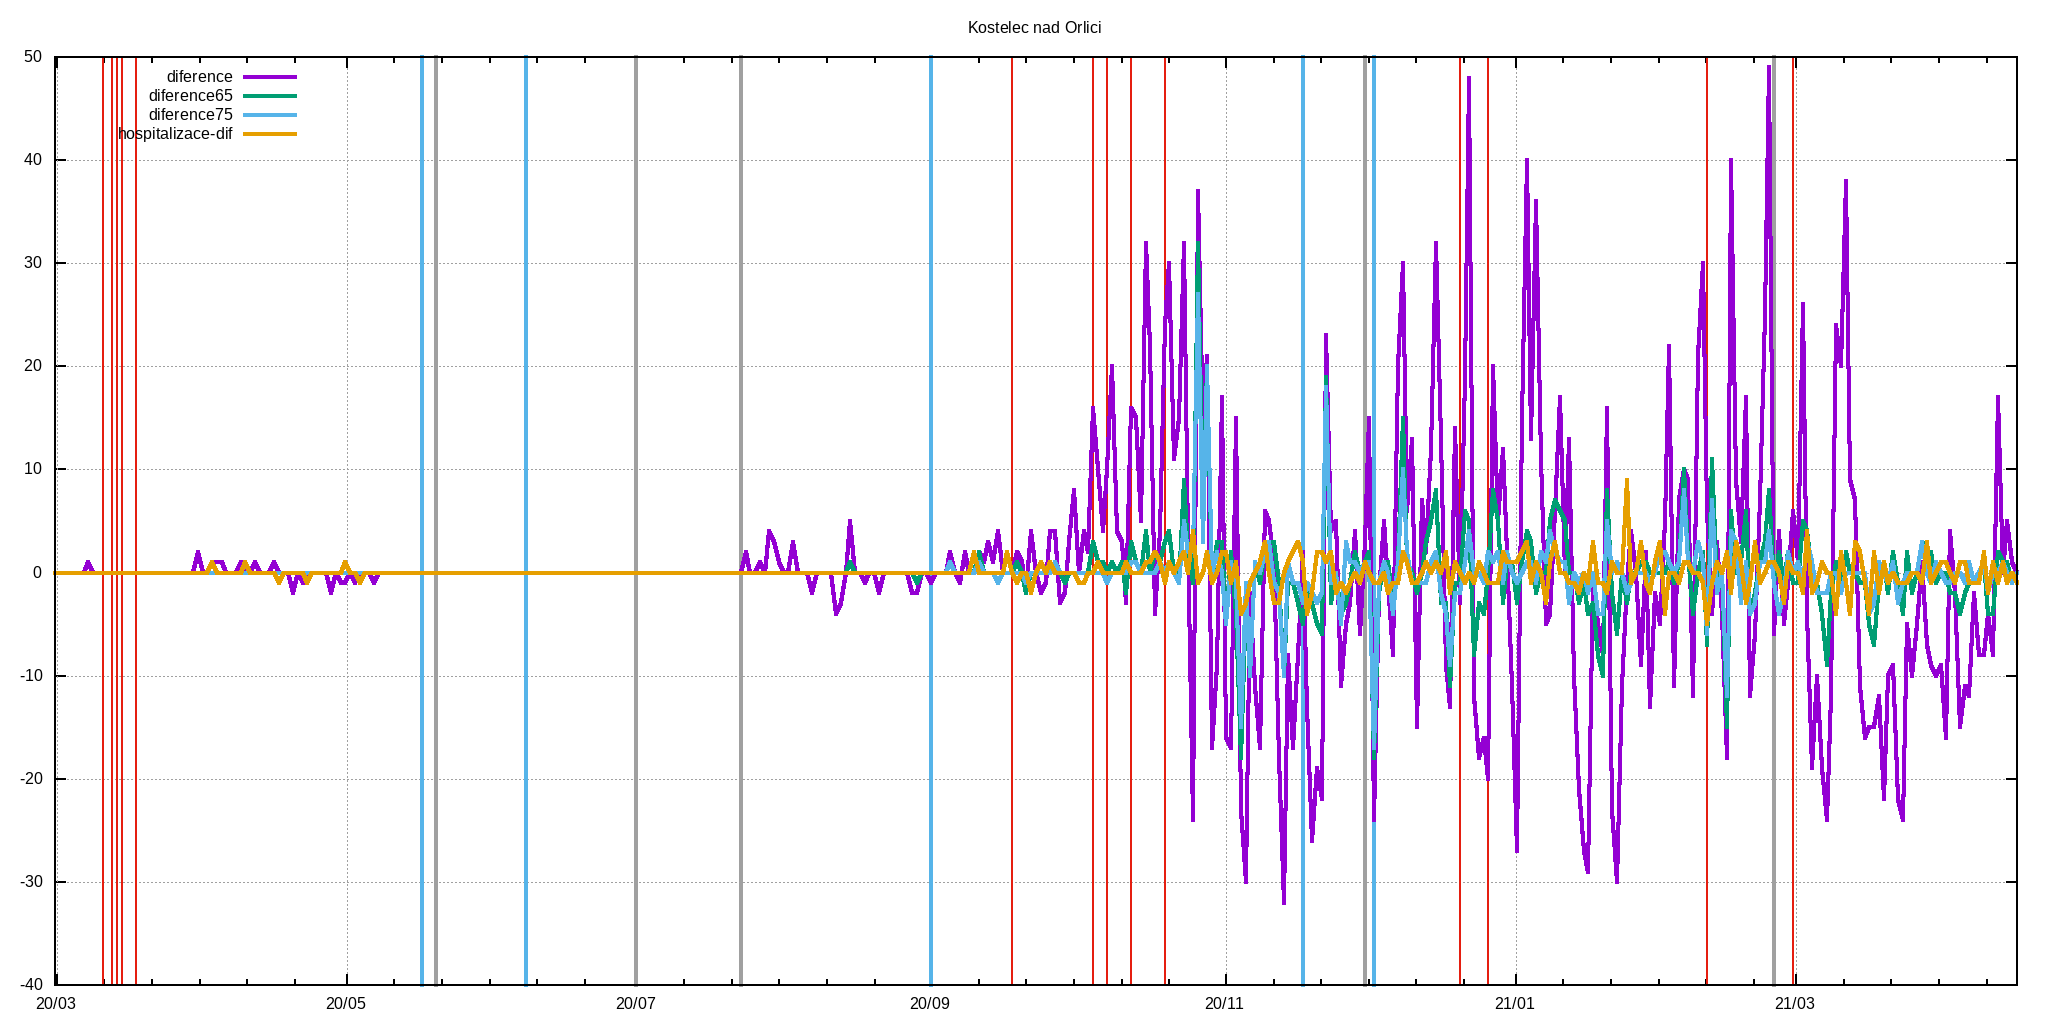 Kostelec nad Orlici
50
40
30
20
10
0
-10
-20
-30
-40
diference
diference65
diference75
hospitalizace-dif
20/03 20/05 20/07 20/09 20/11 21/01 21/03